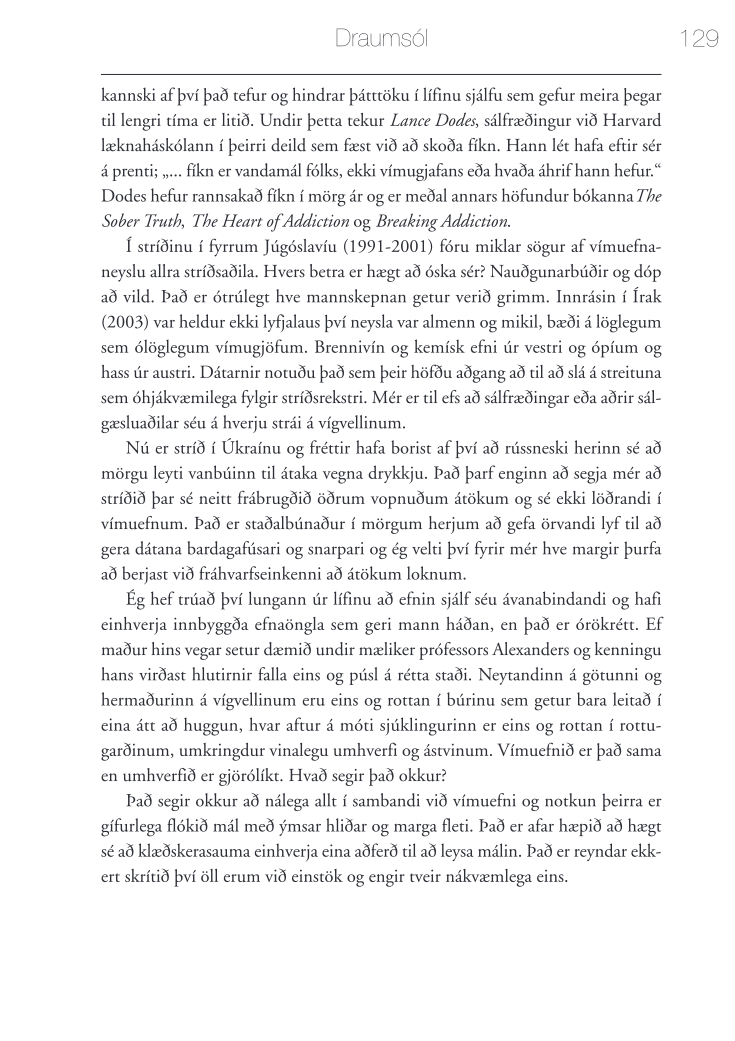 Draumsól 129
kannski af því það tefur og hindrar þátttöku í lífinu sjálfu sem gefur meira þegar
til lengri tíma er litið. Undir þetta tekur Lance Dodes, sálfræðingur við Harvard
læknaháskólann í þeirri deild sem fæst við að skoða fíkn. Hann lét hafa eftir sér
á prenti; „... fíkn er vandamál fólks, ekki vímugjafans eða hvaða áhrif hann hefur.“
Dodes hefur rannsakað fíkn í mörg ár og er meðal annars höfundur bókanna The
Sober Truth, The Heart of Addiction og Breaking Addiction.
Í stríðinu í fyrrum Júgóslavíu (1991-2001) fóru miklar sögur af vímuefna-
neyslu allra stríðsaðila. Hvers betra er hægt að óska sér? Nauðgunarbúðir og dóp
að vild. Það er ótrúlegt hve mannskepnan getur verið grimm. Innrásin í Írak
(2003) var heldur ekki lyfjalaus því neysla var almenn og mikil, bæði á löglegum
sem ólöglegum vímugjöfum. Brennivín og kemísk efni úr vestri og ópíum og
hass úr austri. Dátarnir notuðu það sem þeir höfðu aðgang að til að slá á streituna
sem óhjákvæmilega fylgir stríðsrekstri. Mér er til efs að sálfræðingar eða aðrir sál-
gæsluaðilar séu á hverju strái á vígvellinum.
Nú er stríð í Úkraínu og fréttir hafa borist af því að rússneski herinn sé að
mörgu leyti vanbúinn til átaka vegna drykkju. Það þarf enginn að segja mér að
stríðið þar sé neitt frábrugðið öðrum vopnuðum átökum og sé ekki löðrandi í
vímuefnum. Það er staðalbúnaður í mörgum herjum að gefa örvandi lyf til að
gera dátana bardagafúsari og snarpari og ég velti því fyrir mér hve margir þurfa
að berjast við fráhvarfseinkenni að átökum loknum.
Ég hef trúað því lungann úr lífinu að efnin sjálf séu ávanabindandi og hafi
einhverja innbyggða efnaöngla sem geri mann háðan, en það er órökrétt. Ef
maður hins vegar setur dæmið undir mæliker prófessors Alexanders og kenningu
hans virðast hlutirnir falla eins og púsl á rétta staði. Neytandinn á götunni og
hermaðurinn á vígvellinum eru eins og rottan í búrinu sem getur bara leitað í
eina átt að huggun, hvar aftur á móti sjúklingurinn er eins og rottan í rottu-
garðinum, umkringdur vinalegu umhverfi og ástvinum. Vímuefnið er það sama
en umhverfið er gjörólíkt. Hvað segir það okkur?
Það segir okkur að nálega allt í sambandi við vímuefni og notkun þeirra er
gífurlega flókið mál með ýmsar hliðar og marga fleti. Það er afar hæpið að hægt
sé að klæðskerasauma einhverja eina aðferð til að leysa málin. Það er reyndar ekk-
ert skrítið því öll erum við einstök og engir tveir nákvæmlega eins.